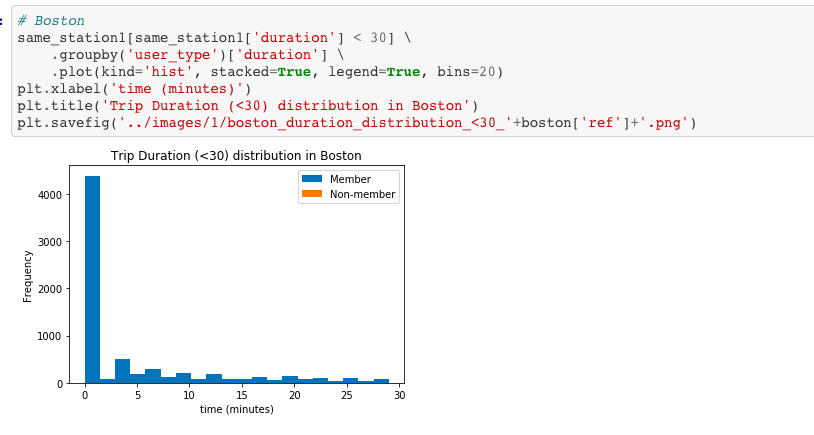 :
# Boston
same_station1[same_station1['duration'] < 30] \
    .groupby('user_type')['duration'] \
    .plot(kind='hist', stacked=True, legend=True, bins=20)
plt.xlabel('time (minutes)')
plt.title('Trip Duration (<30) distribution in Boston')
plt.savefig('../images/1/boston_duration_distribution_<30_'+boston['ref']+'.png')
Trip Duration (<30) distribution in Boston
Member
Non-member
4000
3000
2000
1000
0
Frequency
0 5 10 15 20 25 30
time (minutes)